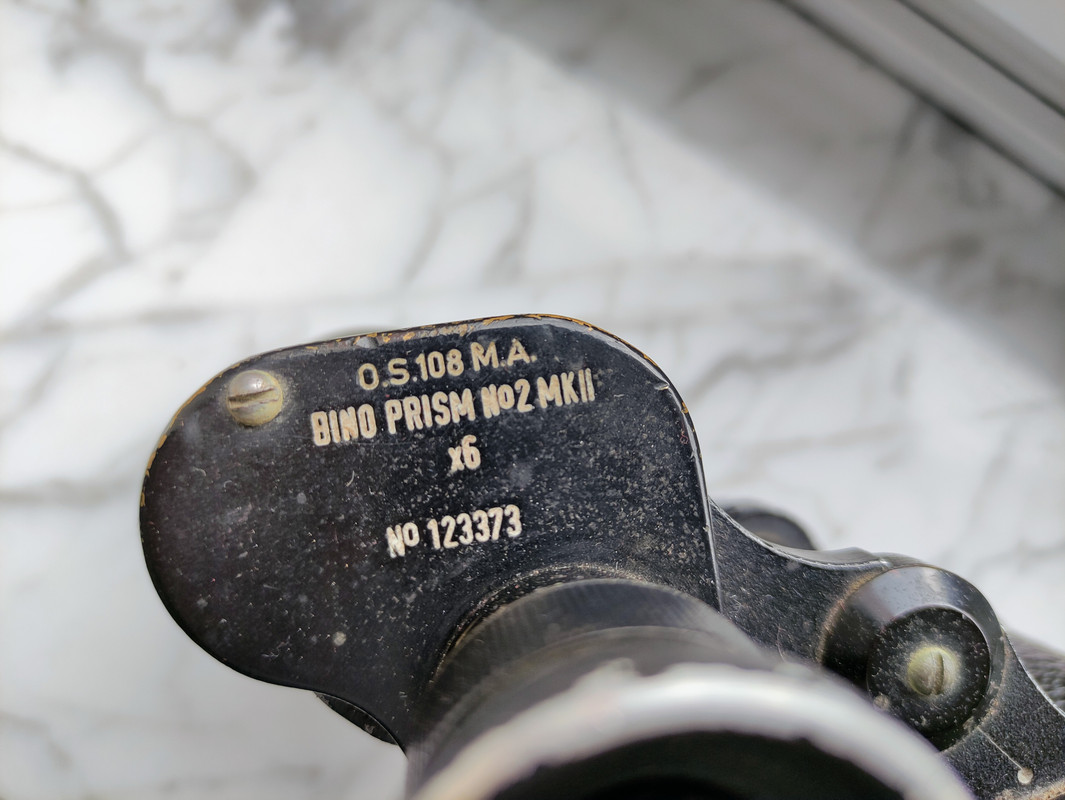 O.S.108 M.A.
BINO PRISM No2 MKII
x6
No 123373